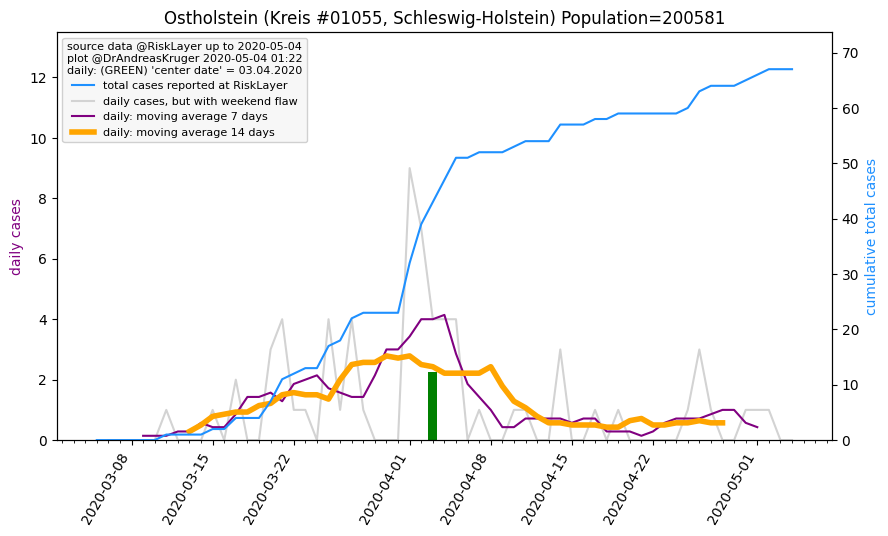 Ostholstein (Kreis #01055, Schleswig-Holstein) Population=200581
source data @RiskLayer up to 2020-05-04
plot @DrAndreasKruger 2020-05-04 01:22
daily: (GREEN) 'center date' = 03.04.2020
total cases reported at RiskLayer
daily cases, but with weekend flaw
daily: moving average 7 days
daily: moving average 14 days
daily cases
0
2
4
6
8
10
12
cumulative total cases
0
10
20
30
40
50
60
70
2020-03-08
2020-03-15
2020-03-22
2020-04-01
2020-04-08
2020-04-15
2020-04-22
2020-05-01